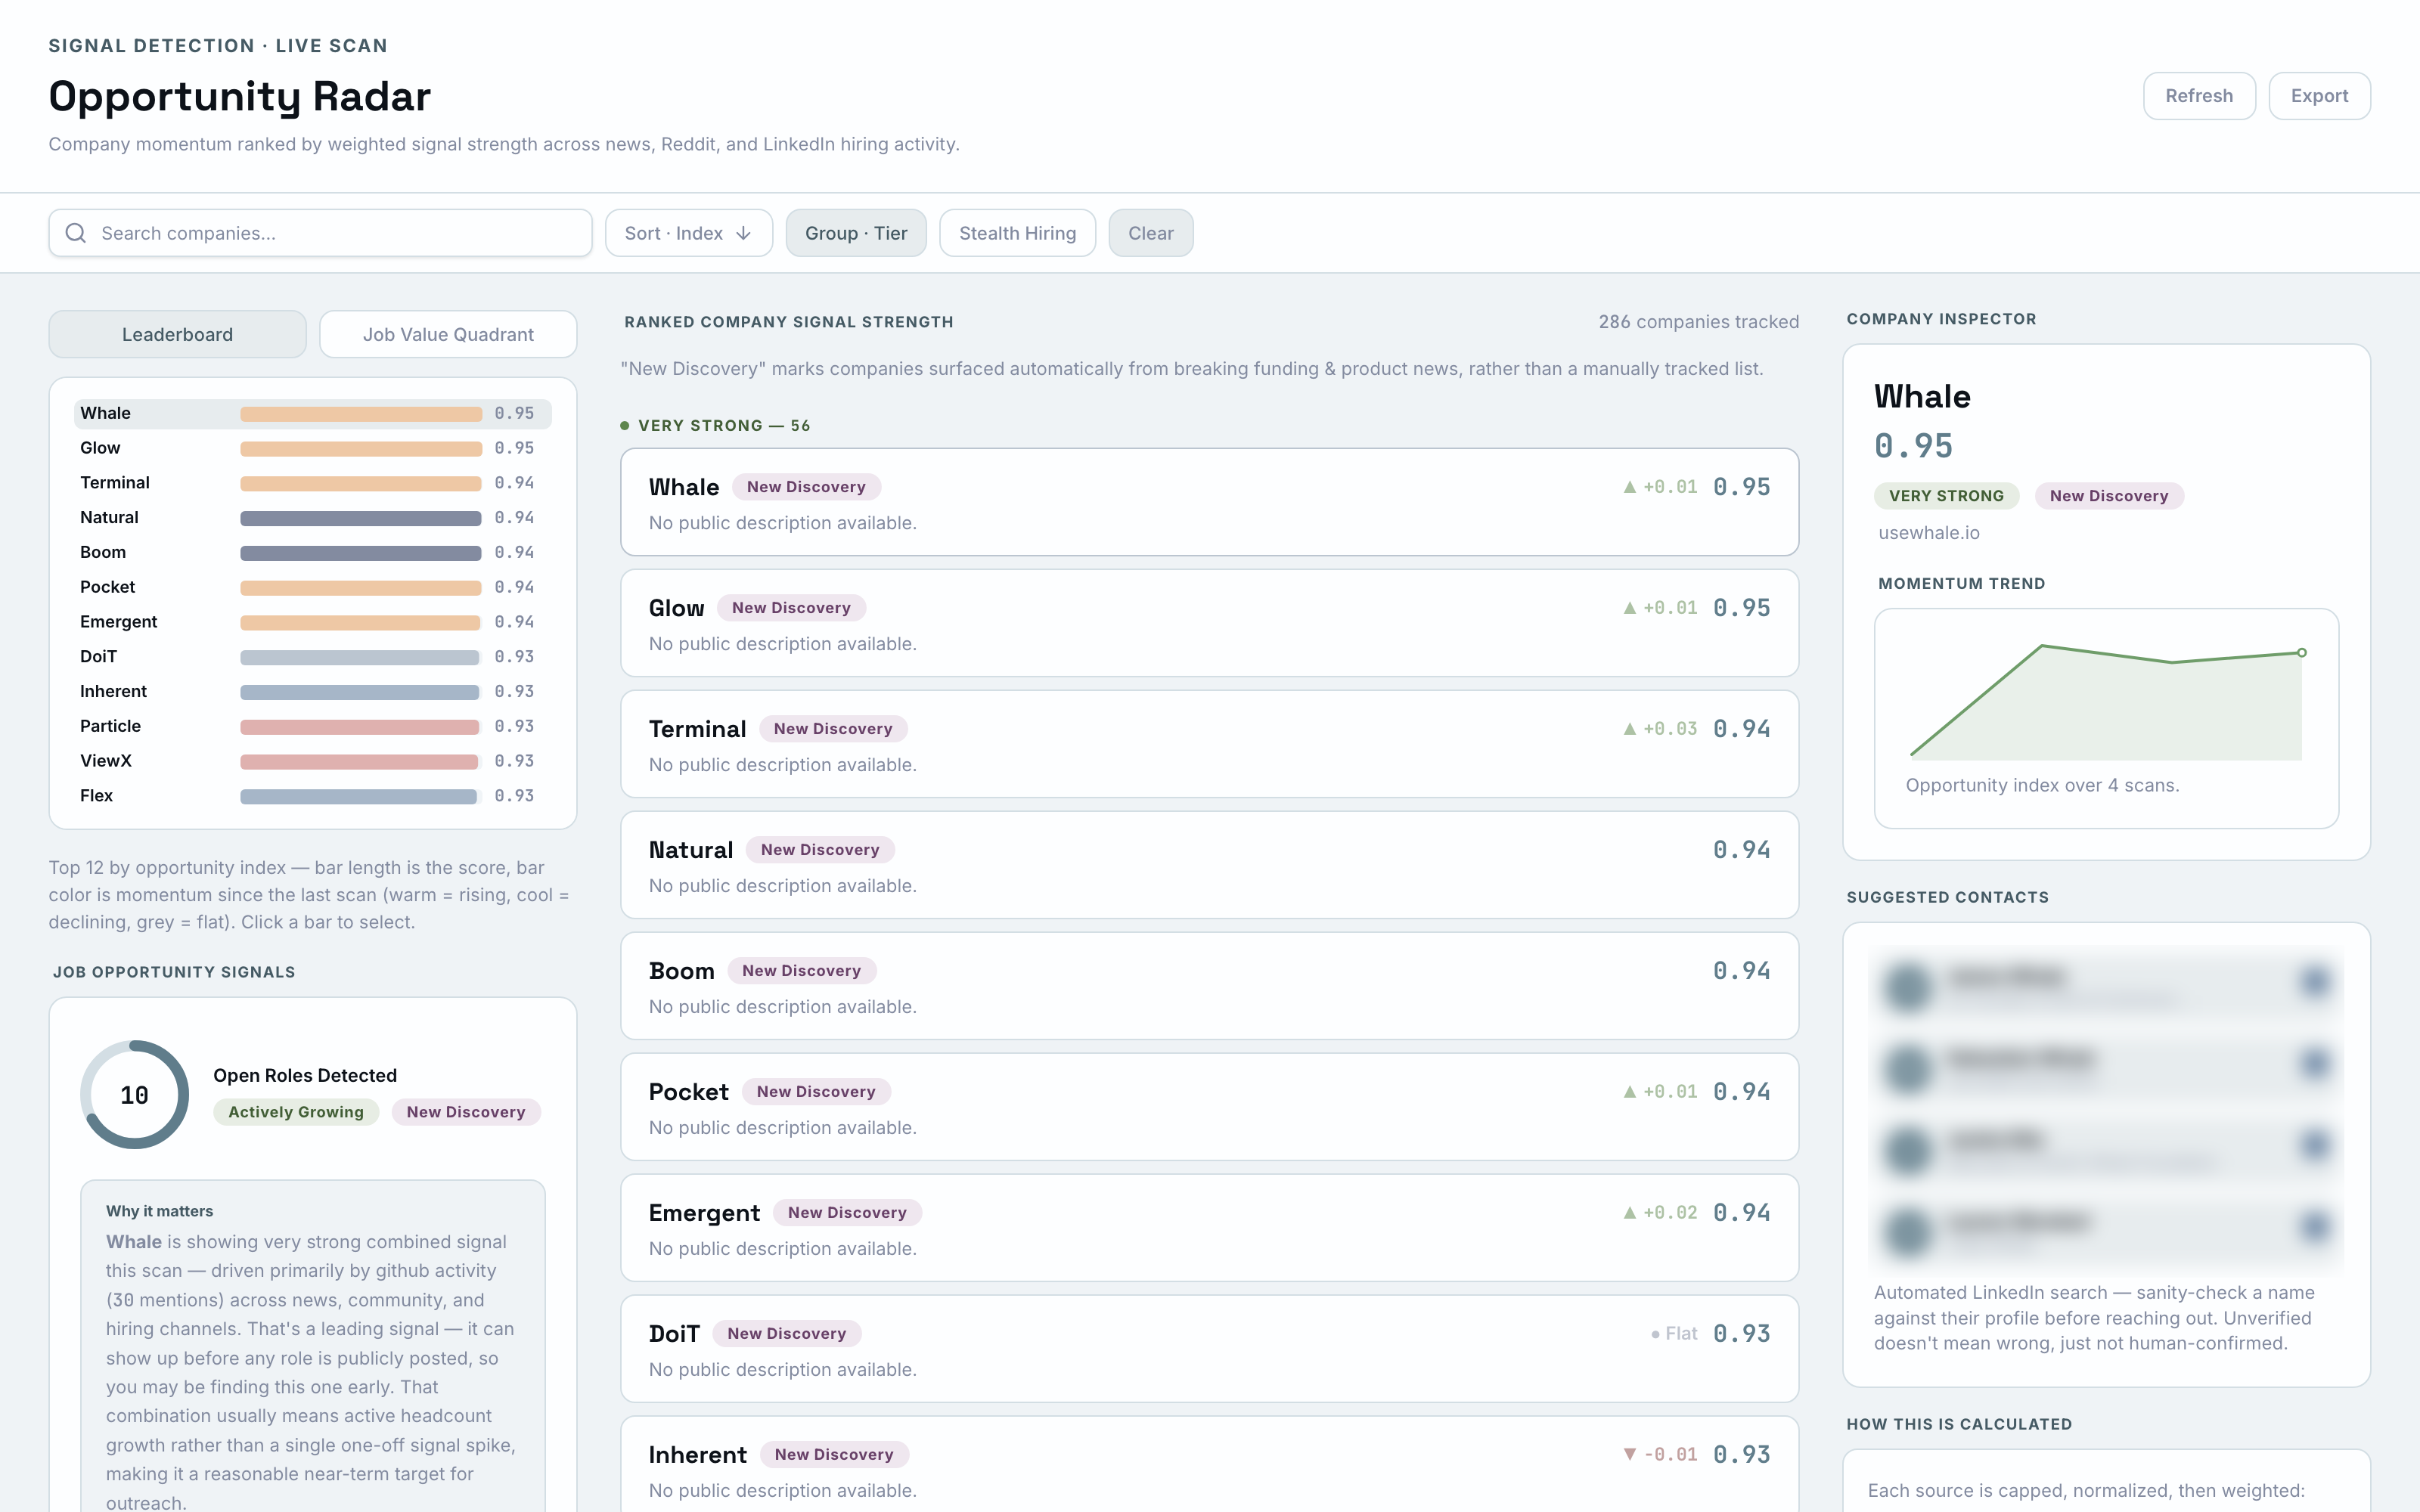 SIGNAL DETECTION · LIVE SCAN
Opportunity Radar
Company momentum ranked by weighted signal strength across news, Reddit, and LinkedIn hiring activity.
Refresh
Export
Search companies...
Sort · Index ↓
Group · Tier
Stealth Hiring
Clear
Leaderboard
Job Value Quadrant
Whale 0.95
Glow 0.95
Terminal 0.94
Natural 0.94
Boom 0.94
Pocket 0.94
Emergent 0.94
DoiT 0.93
Inherent 0.93
Particle 0.93
ViewX 0.93
Flex 0.93
Top 12 by opportunity index — bar length is the score, bar
color is momentum since the last scan (warm = rising, cool =
declining, grey = flat). Click a bar to select.
JOB OPPORTUNITY SIGNALS
10
Open Roles Detected
Actively Growing New Discovery
Why it matters
Whale is showing very strong combined signal
this scan — driven primarily by github activity
(30 mentions) across news, community, and
hiring channels. That's a leading signal — it can
show up before any role is publicly posted, so
you may be finding this one early. That
combination usually means active headcount
growth rather than a single one-off signal spike,
making it a reasonable near-term target for
outreach.
RANKED COMPANY SIGNAL STRENGTH
286 companies tracked
"New Discovery" marks companies surfaced automatically from breaking funding & product news, rather than a manually tracked list.
VERY STRONG — 56
Whale New Discovery ▲ +0.01 0.95
No public description available.
Glow New Discovery ▲ +0.01 0.95
No public description available.
Terminal New Discovery ▲ +0.03 0.94
No public description available.
Natural New Discovery 0.94
No public description available.
Boom New Discovery 0.94
No public description available.
Pocket New Discovery ▲ +0.01 0.94
No public description available.
Emergent New Discovery ▲ +0.02 0.94
No public description available.
DoiT New Discovery ● Flat 0.93
No public description available.
Inherent New Discovery ▼ -0.01 0.93
No public description available.
COMPANY INSPECTOR
Whale
0.95
VERY STRONG New Discovery
usewhale.io
MOMENTUM TREND
Opportunity index over 4 scans.
SUGGESTED CONTACTS
Automated LinkedIn search — sanity-check a name
against their profile before reaching out. Unverified
doesn't mean wrong, just not human-confirmed.
HOW THIS IS CALCULATED
Each source is capped, normalized, then weighted: